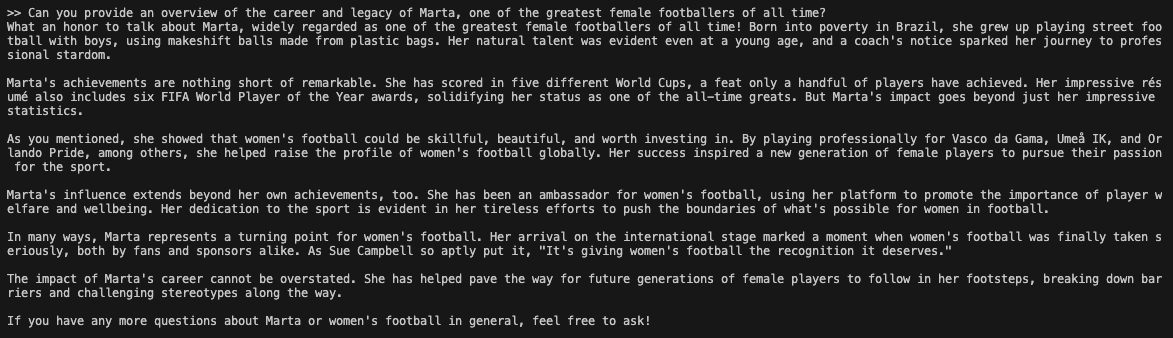 >> Can you provide an overview of the career and legacy of Marta, one of the greatest female footballers of all time?
What an honor to talk about Marta, widely regarded as one of the greatest female footballers of all time! Born into poverty in Brazil, she grew up playing street foo
tball with boys, using makeshift balls made from plastic bags. Her natural talent was evident even at a young age, and a coach's notice sparked her journey to profes
sional stardom.

Marta's achievements are nothing short of remarkable. She has scored in five different World Cups, a feat only a handful of players have achieved. Her impressive rés
umé also includes six FIFA World Player of the Year awards, solidifying her status as one of the all-time greats. But Marta's impact goes beyond just her impressive
statistics.

As you mentioned, she showed that women's football could be skillful, beautiful, and worth investing in. By playing professionally for Vasco da Gama, Umeå IK, and Or
lando Pride, among others, she helped raise the profile of women's football globally. Her success inspired a new generation of female players to pursue their passion
 for the sport.

Marta's influence extends beyond her own achievements, too. She has been an ambassador for women's football, using her platform to promote the importance of player w
elfare and wellbeing. Her dedication to the sport is evident in her tireless efforts to push the boundaries of what's possible for women in football.

In many ways, Marta represents a turning point for women's football. Her arrival on the international stage marked a moment when women's football was finally taken s
eriously, both by fans and sponsors alike. As Sue Campbell so aptly put it, "It's giving women's football the recognition it deserves."

The impact of Marta's career cannot be overstated. She has helped pave the way for future generations of female players to follow in her footsteps, breaking down bar
riers and challenging stereotypes along the way.

If you have any more questions about Marta or women's football in general, feel free to ask!